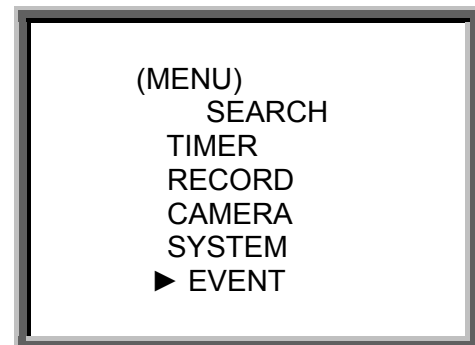 (MENU)
SEARCH
TIMER
RECORD
CAMERA
SYSTEM
► EVENT